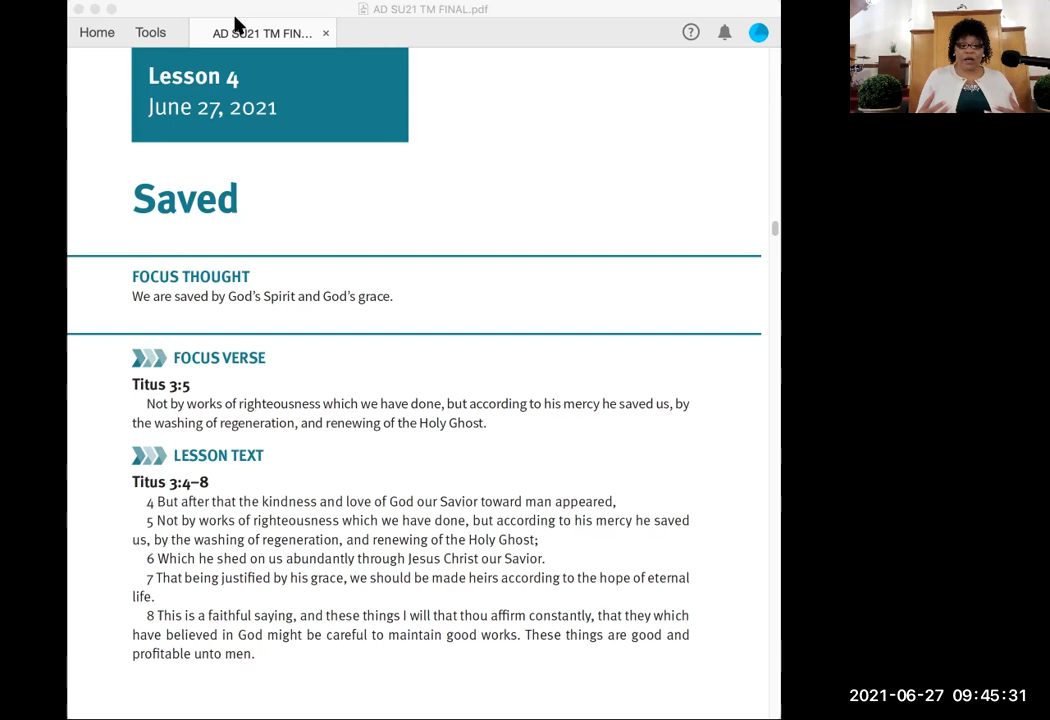 AD SU21 TM FINAL.pdf
Home Tools AD SU21 TM FIN... ×
Lesson 4
June 27, 2021
Saved
FOCUS THOUGHT
We are saved by God's Spirit and God's grace.
FOCUS VERSE
Titus 3:5
Not by works of righteousness which we have done, but according to his mercy he saved us, by
the washing of regeneration, and renewing of the Holy Ghost.
LESSON TEXT
Titus 3:4–8
4 But after that the kindness and love of God our Savior toward man appeared,
5 Not by works of righteousness which we have done, but according to his mercy he saved
us, by the washing of regeneration, and renewing of the Holy Ghost;
6 Which he shed on us abundantly through Jesus Christ our Savior.
7 That being justified by his grace, we should be made heirs according to the hope of eternal
life.
8 This is a faithful saying, and these things I will that thou affirm constantly, that they which
have believed in God might be careful to maintain good works. These things are good and
profitable unto men.
2021-06-27 09:45:31